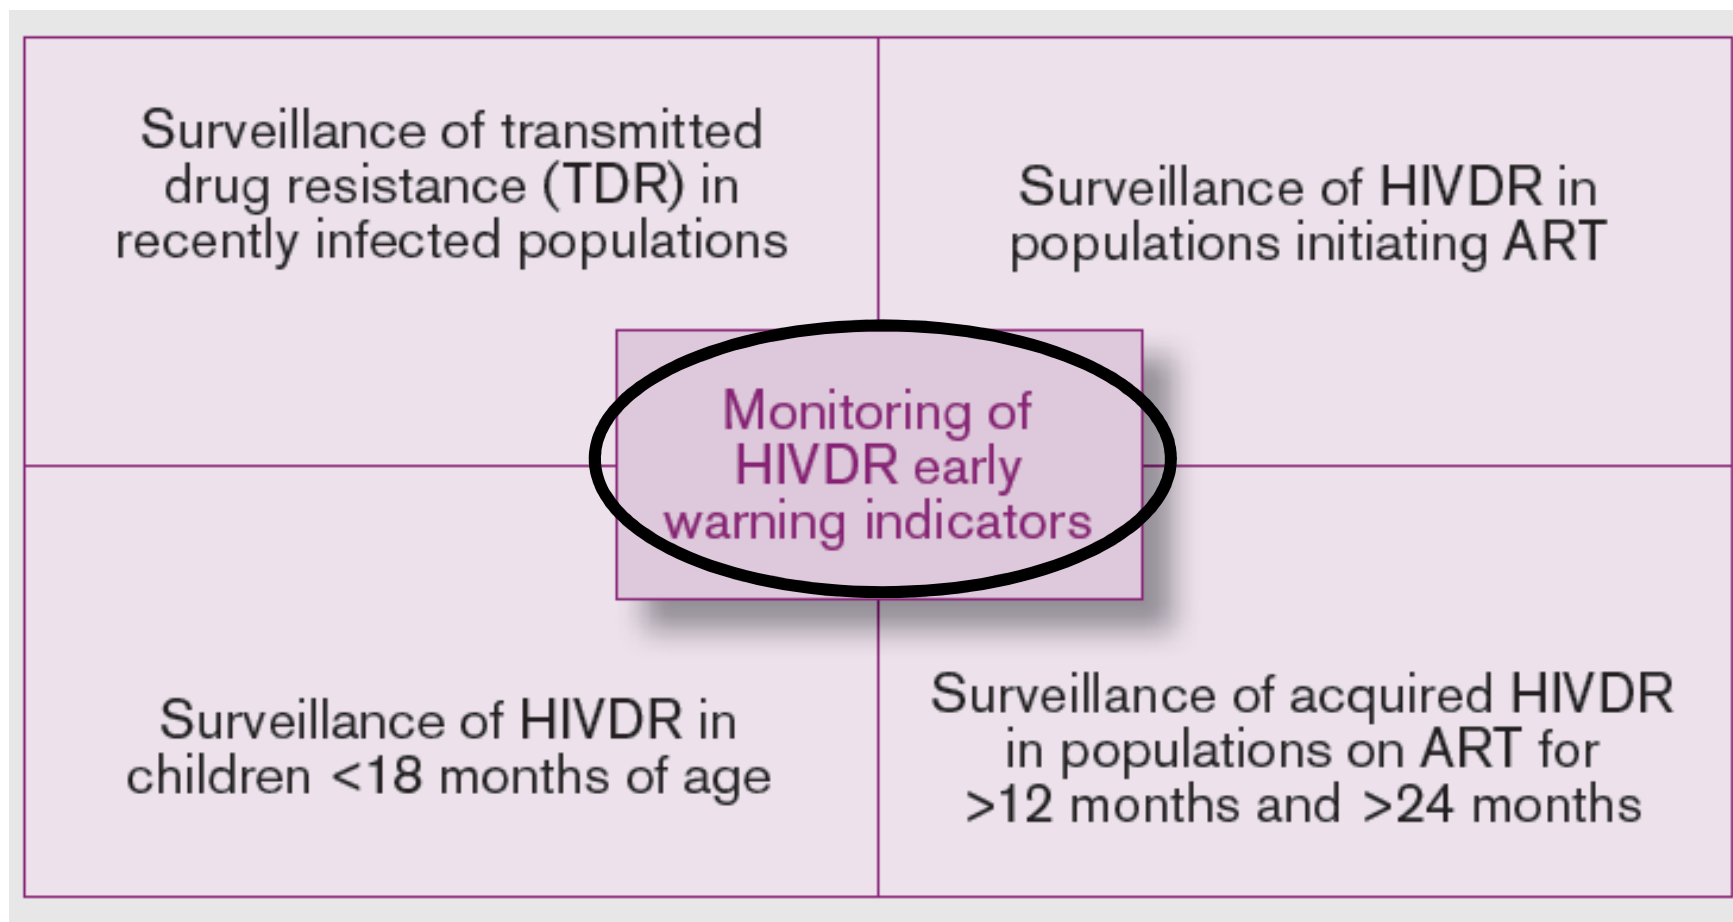 Surveillance of transmitted
drug resistance (TDR) in
recently infected populations
Surveillance of HIVDR in
populations initiating ART
Monitoring of
HIVDR early
warning indicators
Surveillance of HIVDR in
children <18 months of age
Surveillance of acquired HIVDR
in populations on ART for
>12 months and >24 months